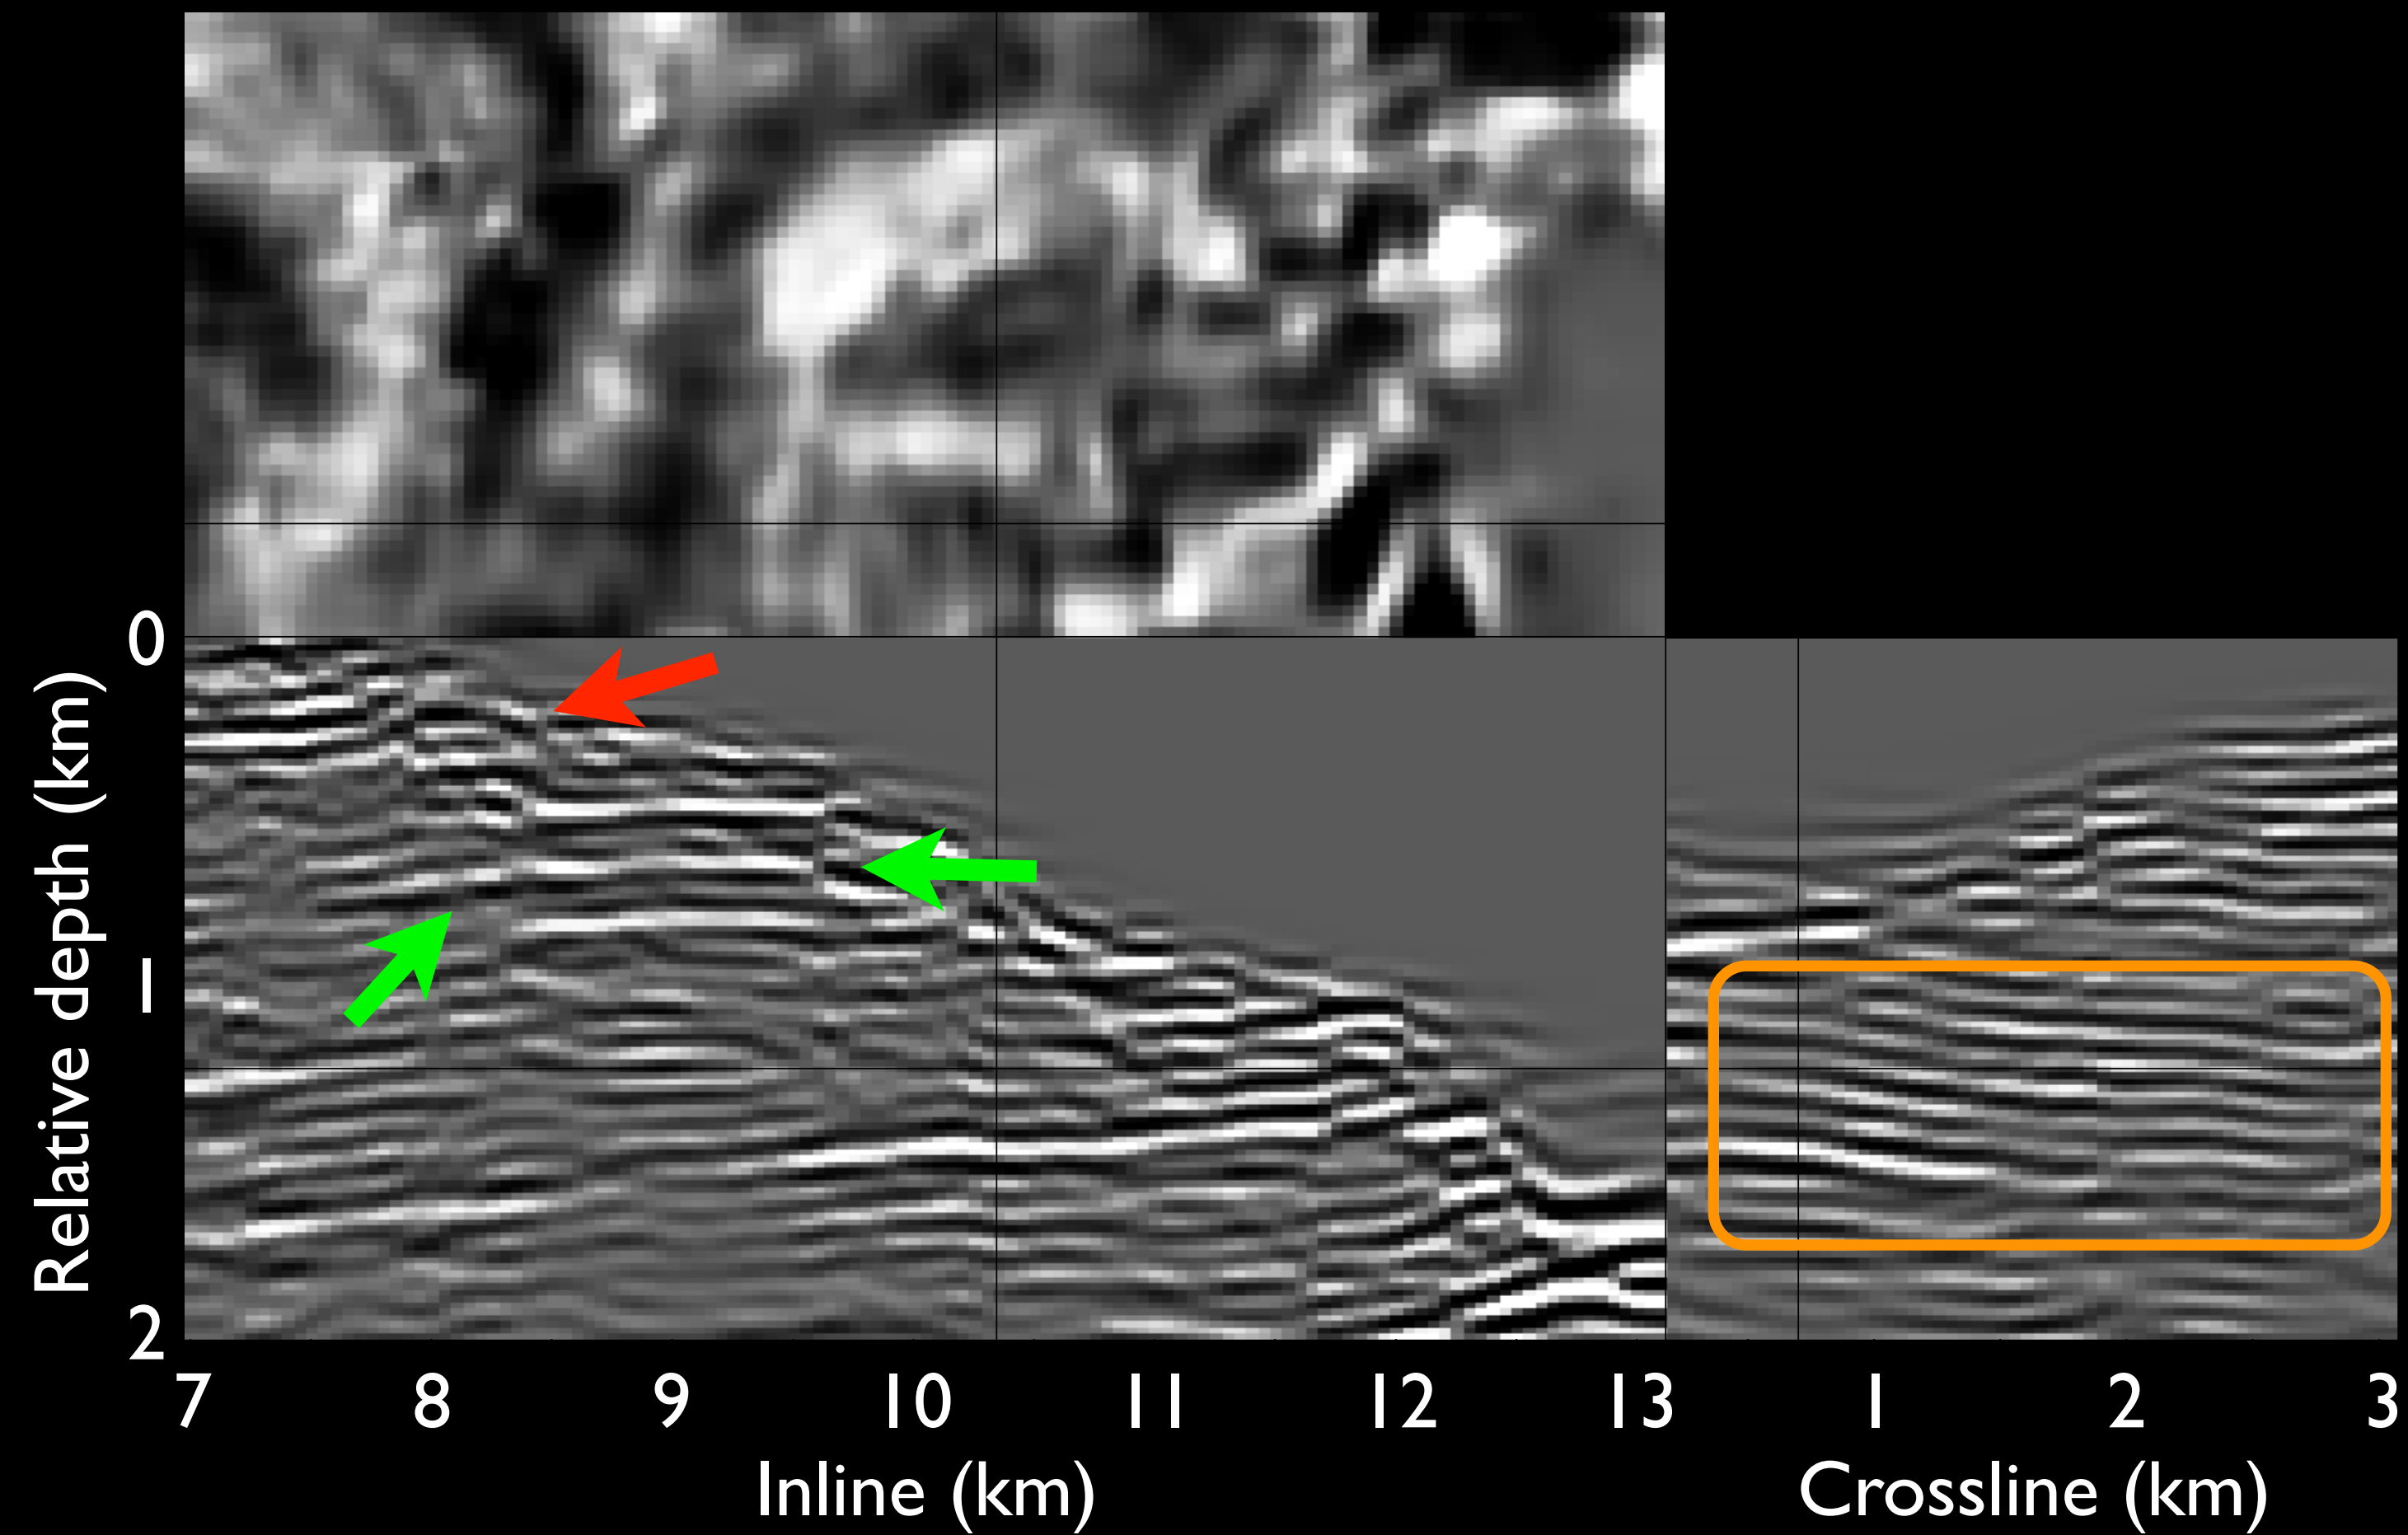 0
1
2
Relative depth (km)
7 8 9 10 11 12 13 1 2 3
Inline (km) Crossline (km)